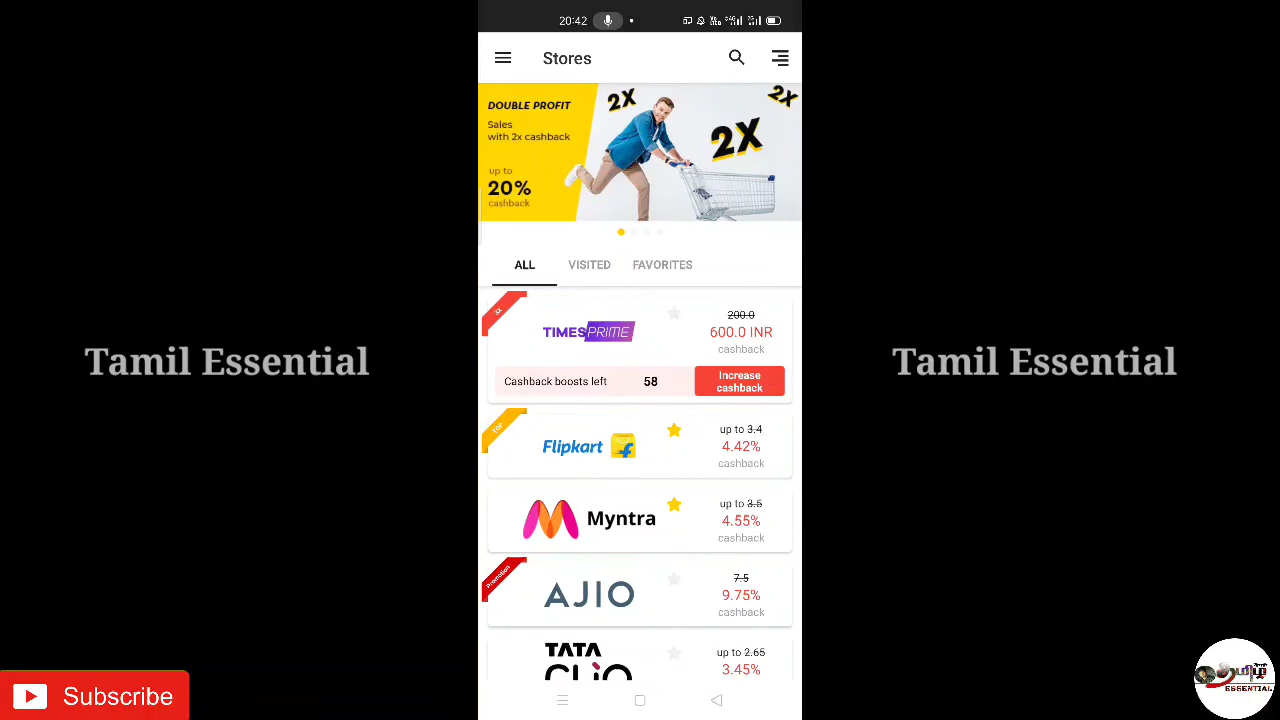 20:42
Stores
DOUBLE PROFIT
Sales
with 2x cashback
up to
20%
cashback
2X
2X
2X
ALL VISITED FAVORITES
TIMESPRIME
200.0
600.0 INR
cashback
Cashback boosts left 58
Increase
cashback
TOP
Flipkart
up to 3.4
4.42%
cashback
Myntra
up to 3.5
4.55%
cashback
Promotion
AJIO
7.5
9.75%
cashback
TATA
CLiQ
up to 2.65
3.45%
Tamil Essential
Tamil Essential
Subscribe
தமிழ்
ESSENTIAL